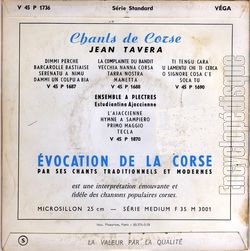 V 45 P 1736
Série Standard
VÉGA
Chants de Corse
JEAN TAVERA
DIMMI PERCHE
BARCAROLLE BASTIAISE
SERENATU A NIMU
DAMMI UN COLPU A RIA
V 45 P 1687
LA COMPLAINTE DU BANDIT
VECHIA NANNA CORSA
TARRA NOSTRA
MANETTA
V 45 P 1688
TI TENGU CARA
U LAMENTU CHI TI CERCA
O SIGNORE COSA C'E
SI SOLA TU
V 45 P 1690
ENSEMBLE A PLECTRES
Estudiantina Ajaccienne
L'AJACCIENNE
HYMNE A SAMPIERO
PRIMO MAGGIO
TECLA
V 45 P 1870
ÉVOCATION DE LA CORSE
PAR SES CHANTS TRADITIONNELS ET MODERNES
est une interprétation émouvante et
fidèle des chansons populaires corses.
MICROSILLON 25 cm - SÉRIE MEDIUM F 35 M 3001
S
LA VALEUR PAR LA QUALITÉ